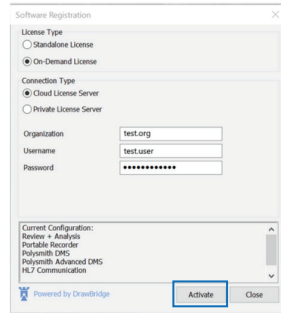 Software Registration
License Type
Standalone License
On-Demand License
Connection Type
Cloud License Server
Private License Server
Organization test.org
Username test.user
Password ••••••••••••
Current Configuration:
Review + Analysis
Portable Recorder
Polysmith DMS
Polysmith Advanced DMS
HL7 Communication
Powered by DrawBridge Activate Close